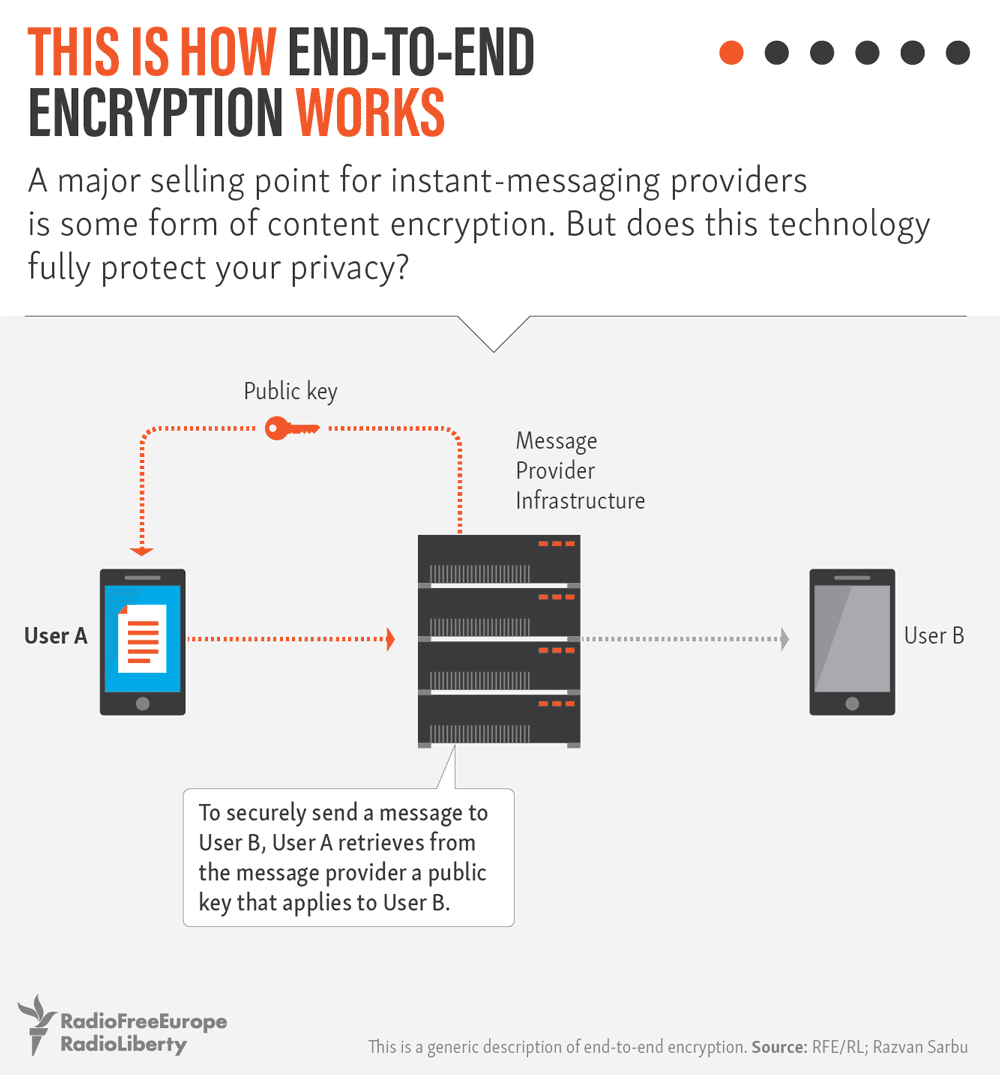 THIS IS HOW END-TO-END
ENCRYPTION WORKS
A major selling point for instant-messaging providers
is some form of content encryption. But does this technology
fully protect your privacy?
Public key
Message
Provider
Infrastructure
User A
User B
To securely send a message to
User B, User A retrieves from
the message provider a public
key that applies to User B.
RadioFreeEurope
RadioLiberty
This is a generic description of end-to-end encryption. Source: RFE/RL; Razvan Sarbu